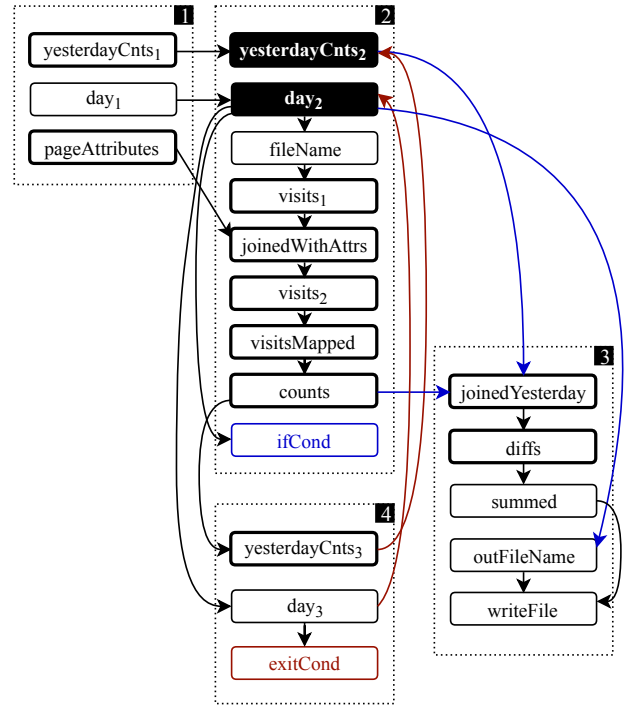 1
yesterdayCnts₁
day₁
pageAttributes
2
yesterdayCnts₂
day₂
fileName
visits₁
joinedWithAttrs
visits₂
visitsMapped
counts
ifCond
3
joinedYesterday
diffs
summed
outFileName
writeFile
4
yesterdayCnts₃
day₃
exitCond